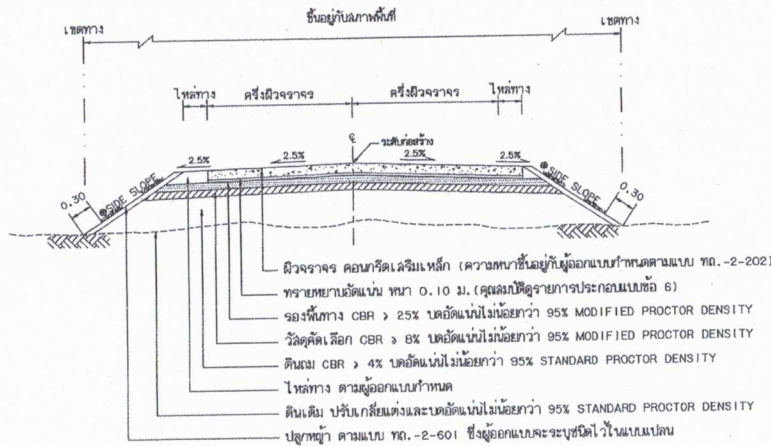 ขึ้นอยู่กับสภาพพื้นที่
เขตทาง
เขตทาง
ไหล่ทาง
ครึ่งผิวจราจร
ครึ่งผิวจราจร
ไหล่ทาง
ระดับก่อสร้าง
2.5%
2.5%
2.5%
2.5%
SIDE SLOPE
SIDE SLOPE
0.30
0.30
ผิวจราจร คอนกรีตเสริมเหล็ก (ความหนาขึ้นอยู่กับผู้ออกแบบกำหนดตามแบบ ทถ.-2-202)
ทรายหยาบอัดแน่น หนา 0.10 ม.(คุณสมบัติดูรายการประกอบแบบข้อ 6)
รองพื้นทาง CBR > 25% บดอัดแน่นไม่น้อยกว่า 95% MODIFIED PROCTOR DENSITY
วัสดุคัดเลือก CBR > 8% บดอัดแน่นไม่น้อยกว่า 95% MODIFIED PROCTOR DENSITY
ดินถม CBR > 4% บดอัดแน่นไม่น้อยกว่า 95% STANDARD PROCTOR DENSITY
ไหล่ทาง ตามผู้ออกแบบกำหนด
ดินเดิม ปรับเกลี่ยแต่งและบดอัดแน่นไม่น้อยกว่า 95% STANDARD PROCTOR DENSITY
ปลูกหญ้า ตามแบบ ทถ.-2-601 ซึ่งผู้ออกแบบจะระบุชนิดไว้ในแบบแปลน